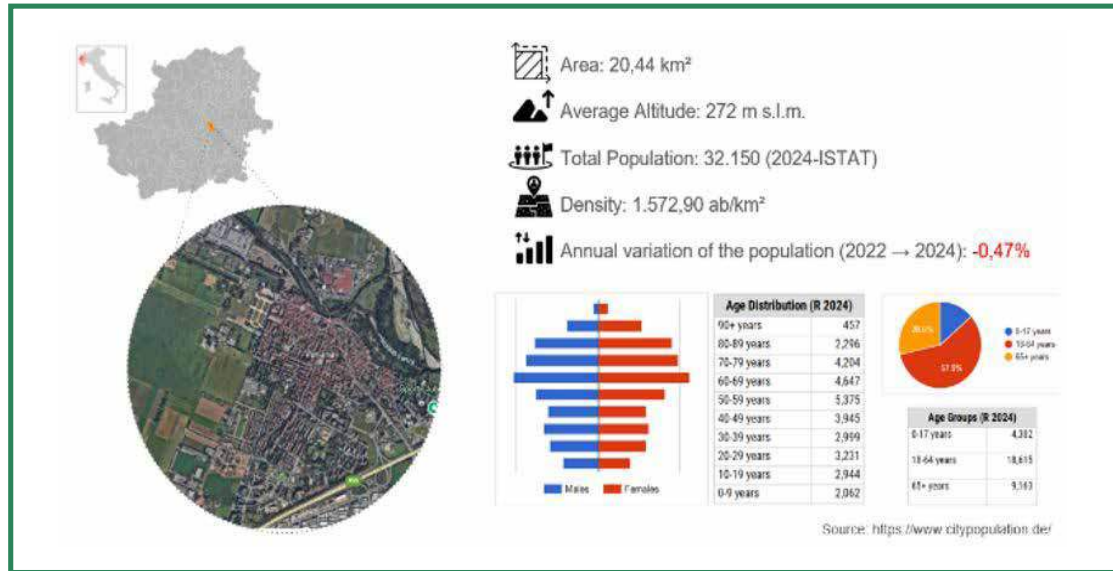 Area: 20,44 km²
Average Altitude: 272 m s.l.m.
Total Population: 32.150 (2024-ISTAT)
Density: 1.572,90 ab/km²
Annual variation of the population (2022 → 2024): -0,47%
Males Females
Age Distribution (R 2024)
90+ years 457
80-89 years 2,296
70-79 years 4,204
60-69 years 4,647
50-59 years 5,375
40-49 years 3,945
30-39 years 2,999
20-29 years 3,231
10-19 years 2,944
0-9 years 2,062
57.9%
0-17 years
18-64 years
65+ years
Age Groups (R 2024)
0-17 years 4,382
18-64 years 18,615
65+ years 9,163
Source: https://www.citypopulation.de/